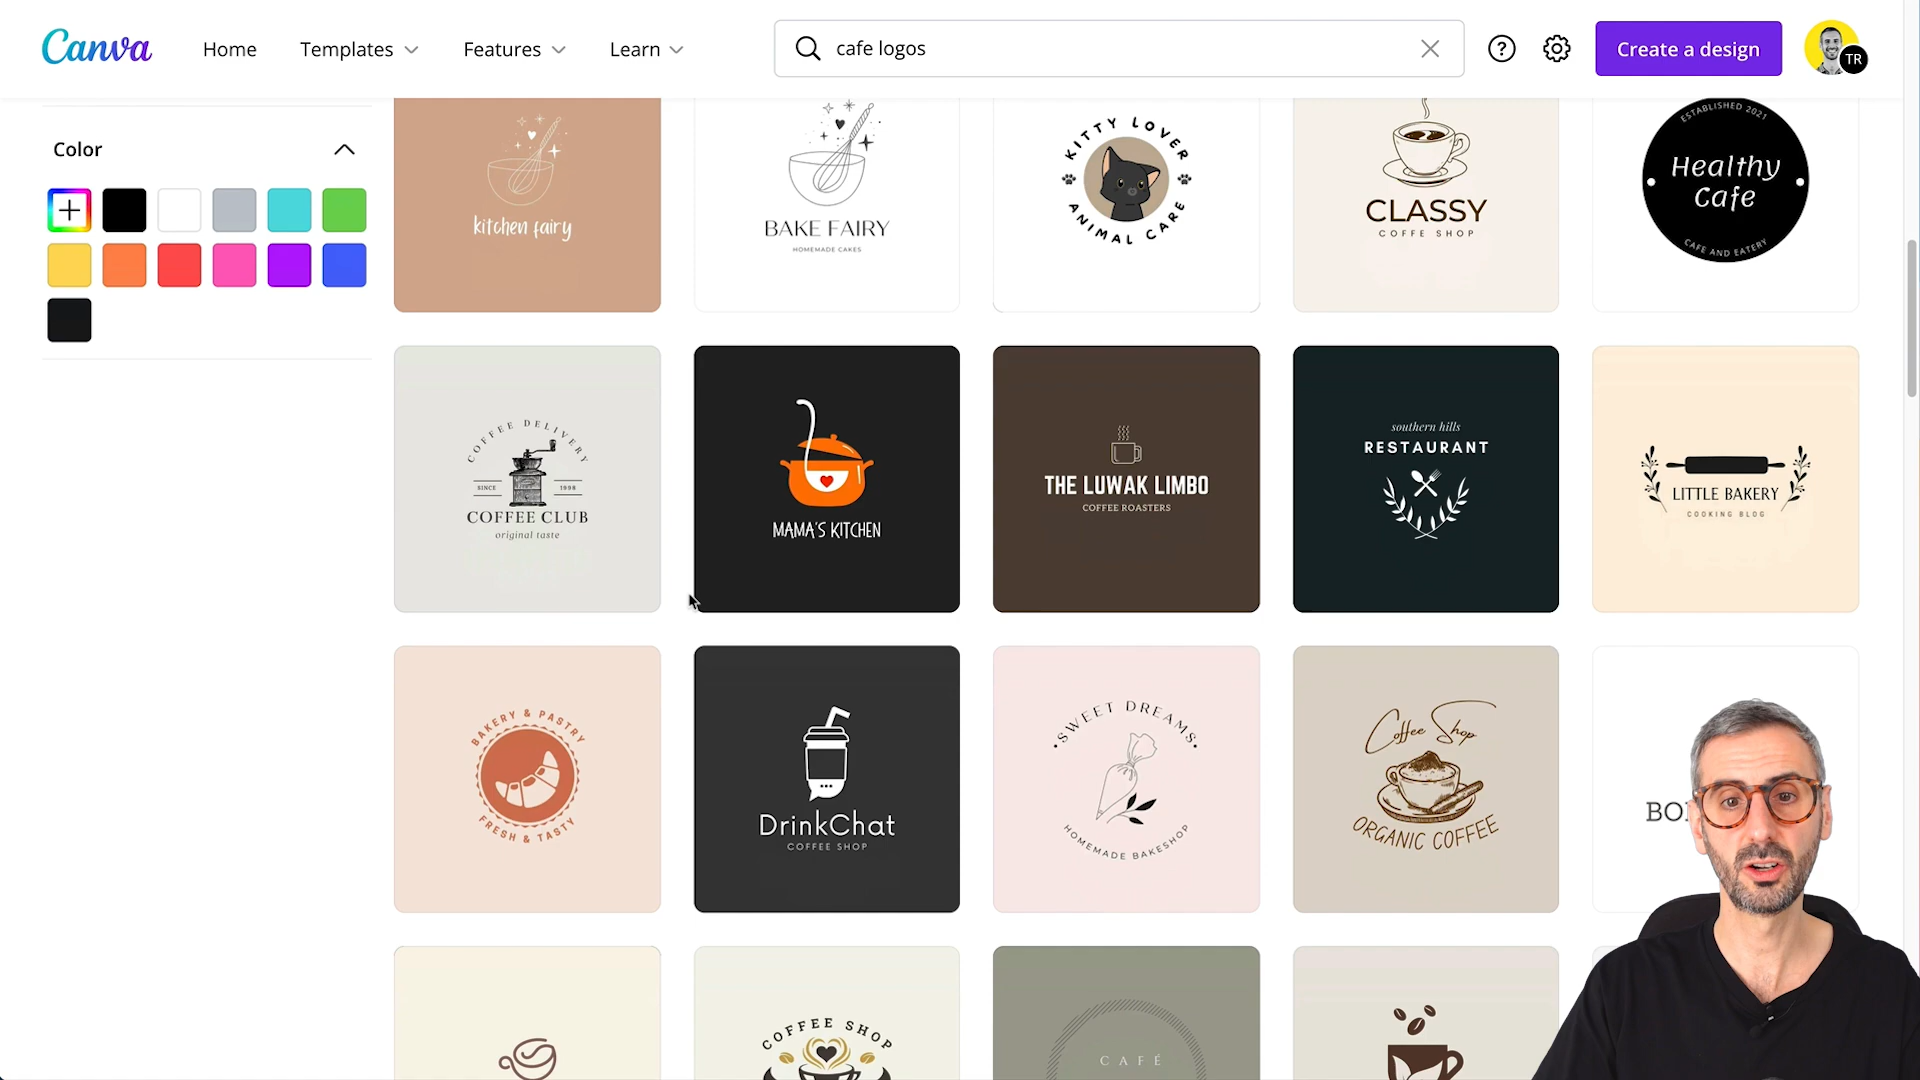 Canva
Home
Templates
Features
Learn
cafe logos
Create a design
TR
Color
kitchen fairy
BAKE FAIRY
HOMEMADE CAKES
KITTY LOVER
ANIMAL CARE
CLASSY
COFFE SHOP
ESTABLISHED 2021
Healthy
Cafe
CAFE AND EATERY
COFFEE DELIVERY
SINCE 1998
COFFEE CLUB
original taste
MAMA'S KITCHEN
THE LUWAK LIMBO
COFFEE ROASTERS
southern hills
RESTAURANT
LITTLE BAKERY
COOKING BLOG
BAKERY & PASTRY
FRESH & TASTY
DrinkChat
COFFEE SHOP
SWEET DREAMS
HOMEMADE BAKESHOP
Coffee Shop
ORGANIC COFFEE
COFFEE SHOP
CAFÉ